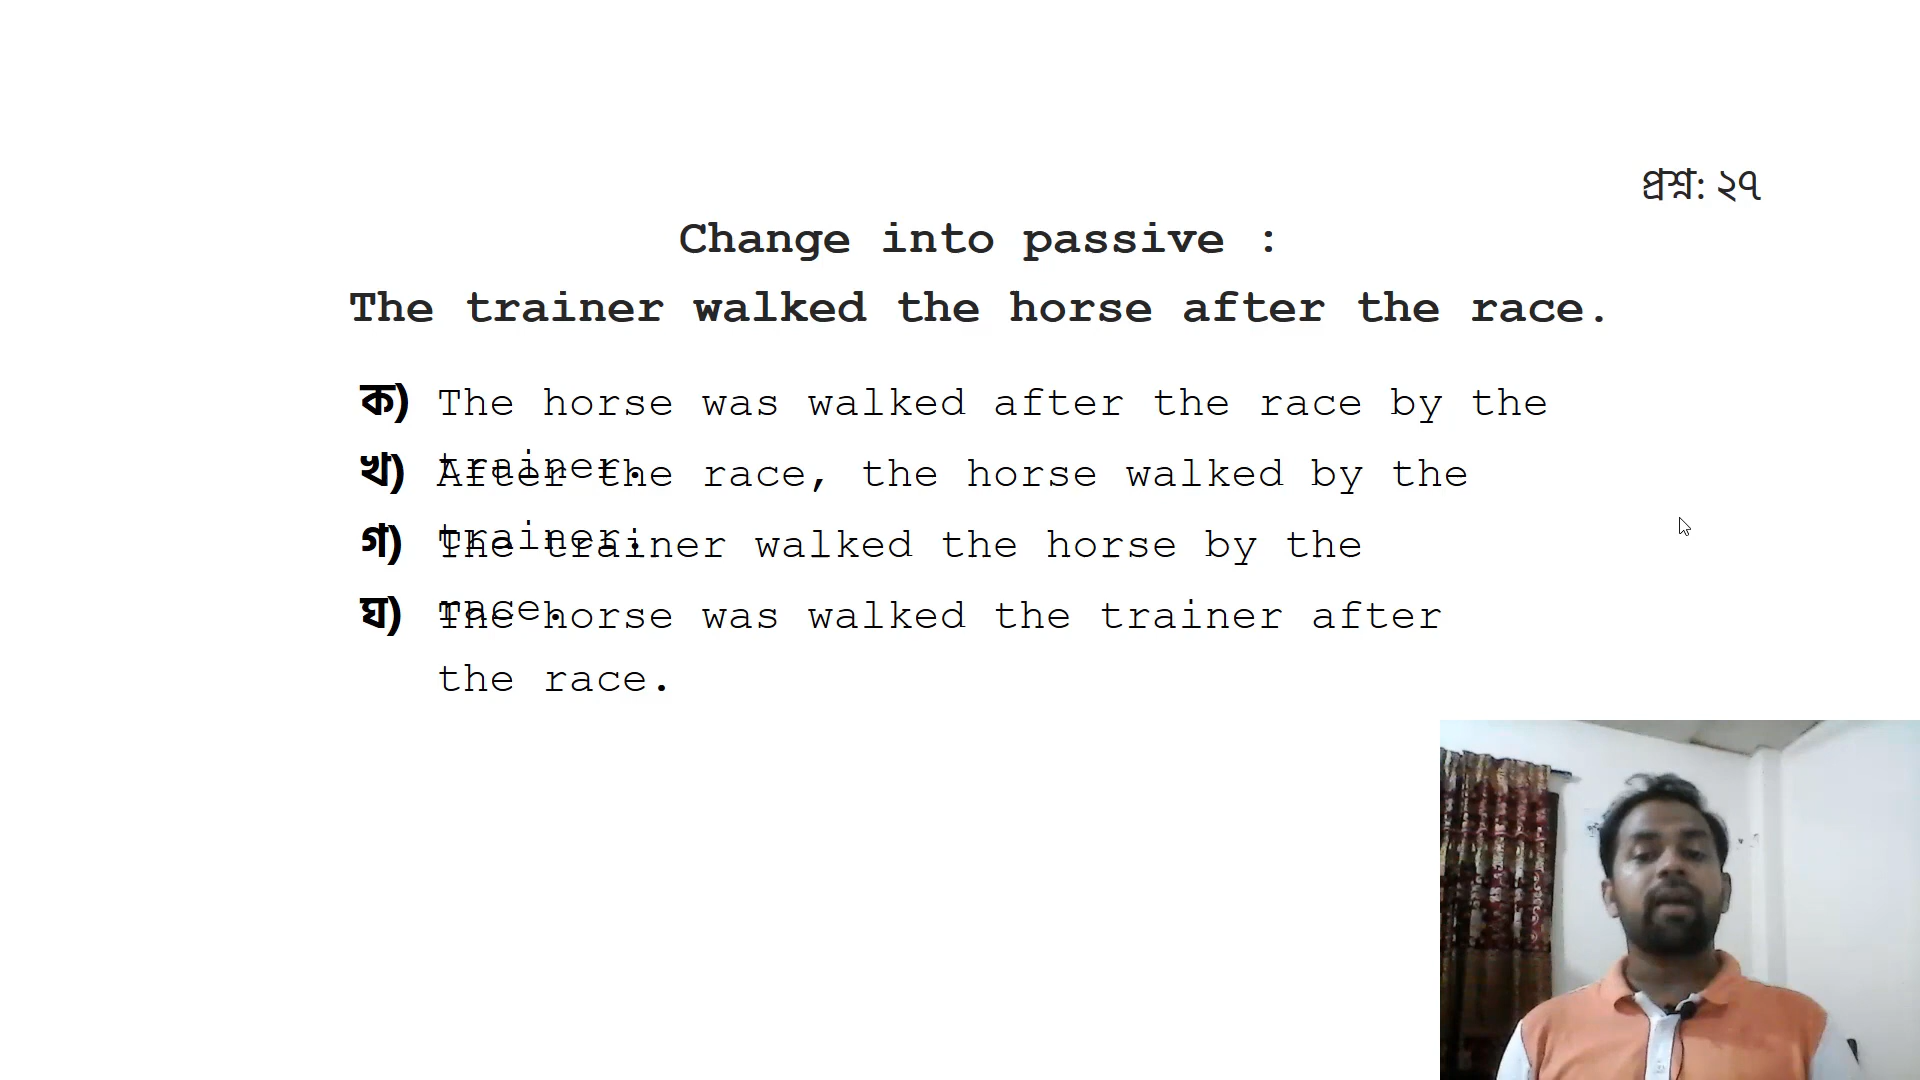 প্রশ্ন: ২৭
Change into passive :
The trainer walked the horse after the race.
ক) The horse was walked after the race by the
trainer.
খ) After the race, the horse walked by the
trainer.
গ) The trainer walked the horse by the
race.
ঘ) The horse was walked the trainer after
the race.